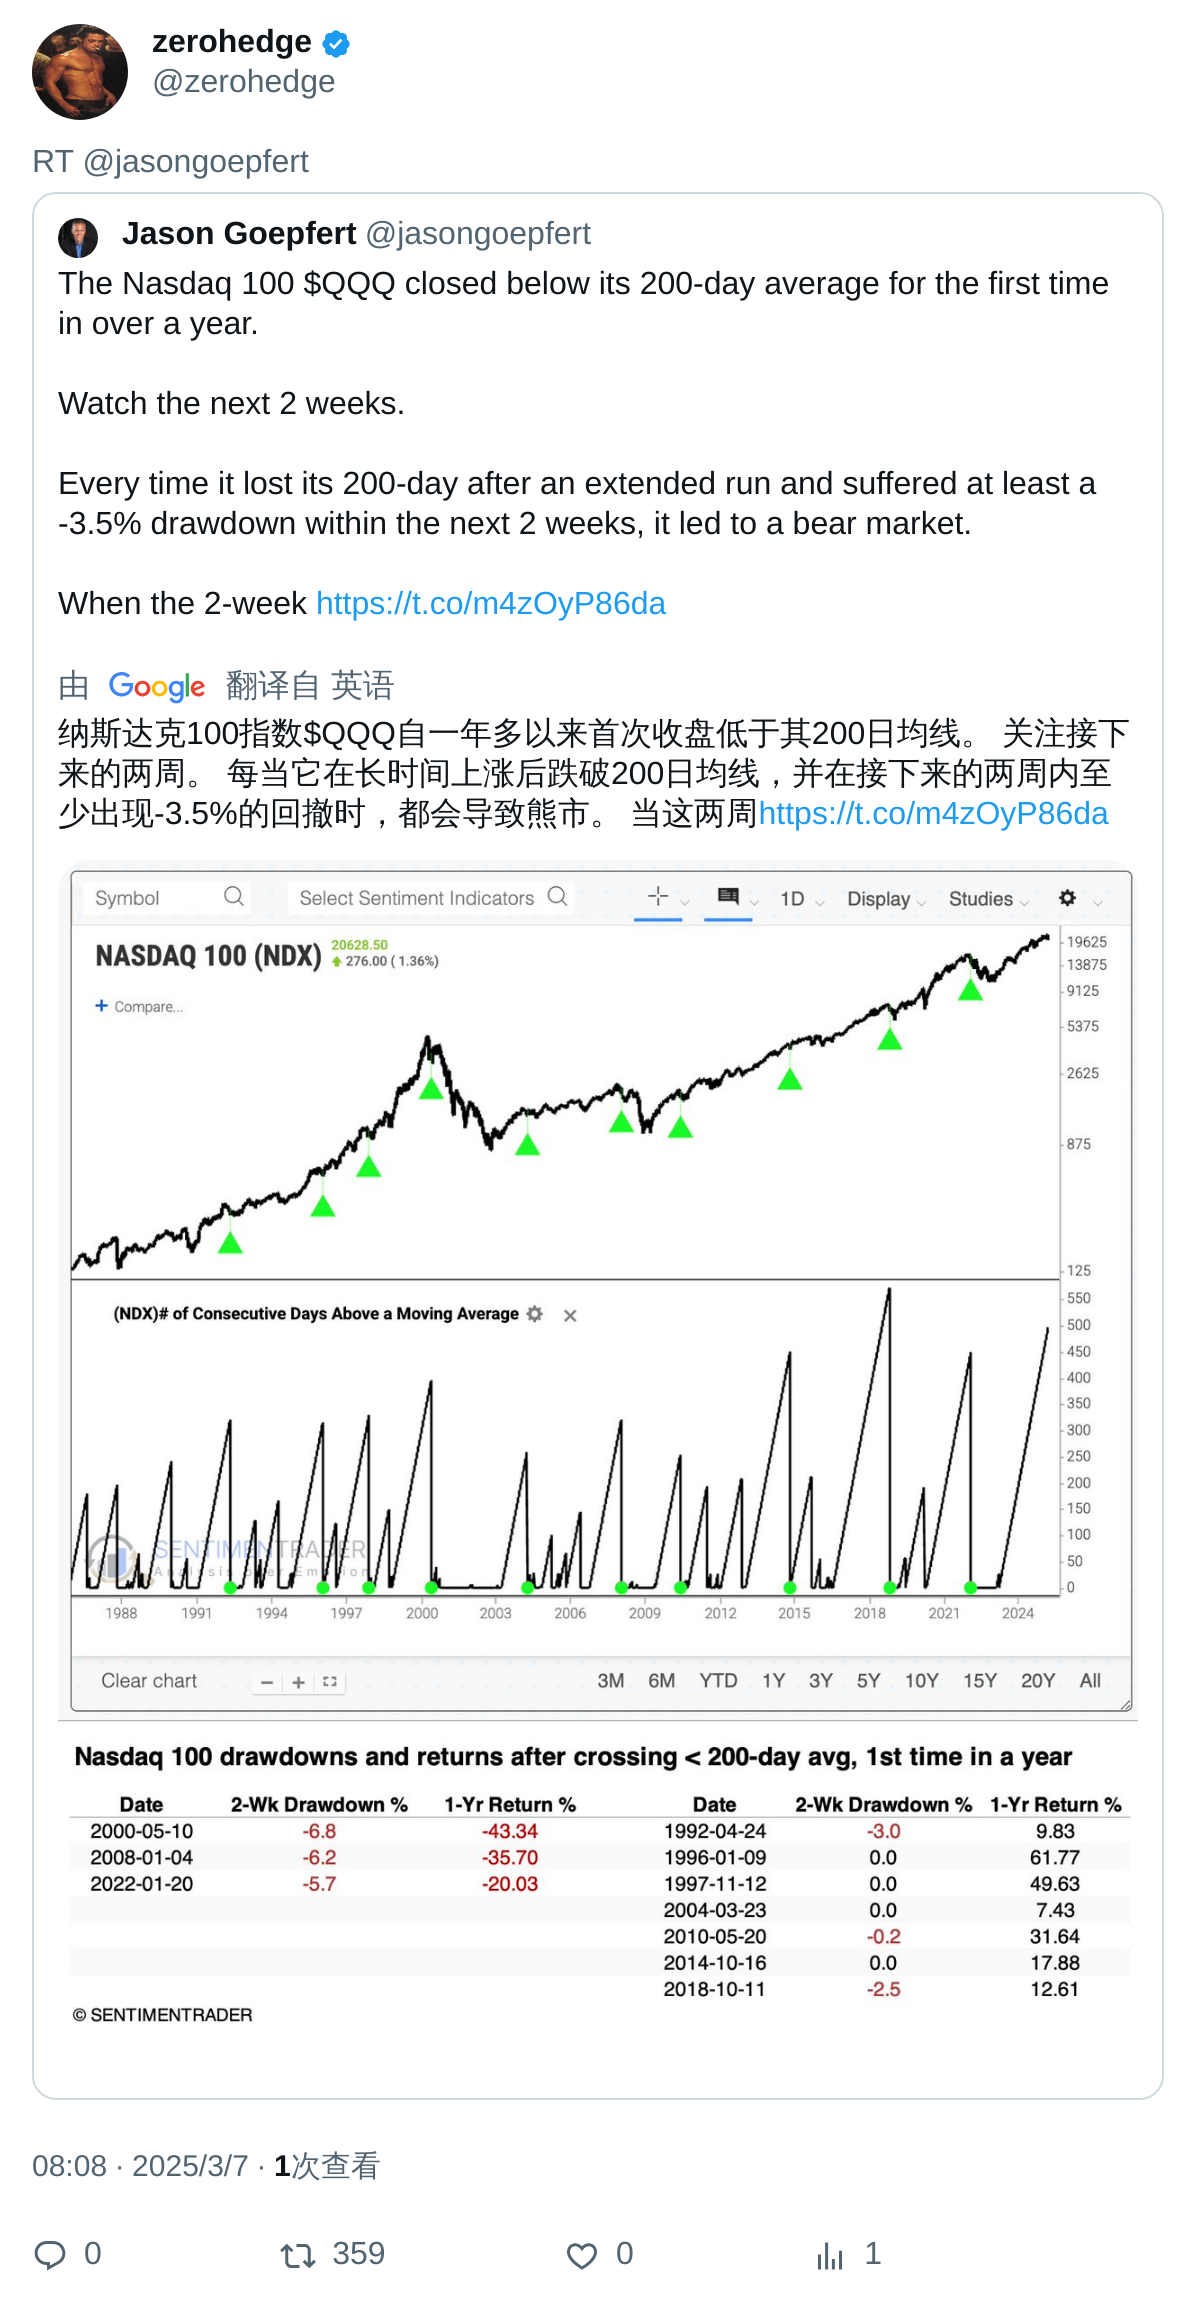 zerohedge
@zerohedge
RT @jasongoepfert
Jason Goepfert @jasongoepfert
The Nasdaq 100 $QQQ closed below its 200-day average for the first time
in over a year.
Watch the next 2 weeks.
Every time it lost its 200-day after an extended run and suffered at least a
-3.5% drawdown within the next 2 weeks, it led to a bear market.
When the 2-week https://t.co/m4zOyP86da
由 Google 翻译自 英语
纳斯达克100指数$QQQ自一年多以来首次收盘低于其200日均线。 关注接下
来的两周。 每当它在长时间上涨后跌破200日均线，并在接下来的两周内至
少出现-3.5%的回撤时，都会导致熊市。 当这两周https://t.co/m4zOyP86da
Symbol Select Sentiment Indicators 1D Display Studies
NASDAQ 100 (NDX) 20628.50
276.00 ( 1.36%)
+ Compare...
19625
13875
9125
5375
2625
875
125
(NDX)# of Consecutive Days Above a Moving Average
550
500
450
400
350
300
250
200
150
100
50
0
SENTIMENTRADER
Analysis over Emotion
1988 1991 1994 1997 2000 2003 2006 2009 2012 2015 2018 2021 2024
Clear chart − + 3M 6M YTD 1Y 3Y 5Y 10Y 15Y 20Y All
Nasdaq 100 drawdowns and returns after crossing < 200-day avg, 1st time in a year
Date 2-Wk Drawdown % 1-Yr Return % Date 2-Wk Drawdown % 1-Yr Return %
2000-05-10 -6.8 -43.34 1992-04-24 -3.0 9.83
2008-01-04 -6.2 -35.70 1996-01-09 0.0 61.77
2022-01-20 -5.7 -20.03 1997-11-12 0.0 49.63
2004-03-23 0.0 7.43
2010-05-20 -0.2 31.64
2014-10-16 0.0 17.88
2018-10-11 -2.5 12.61
© SENTIMENTRADER
08:08 · 2025/3/7 · 1次查看
0 359 0 1